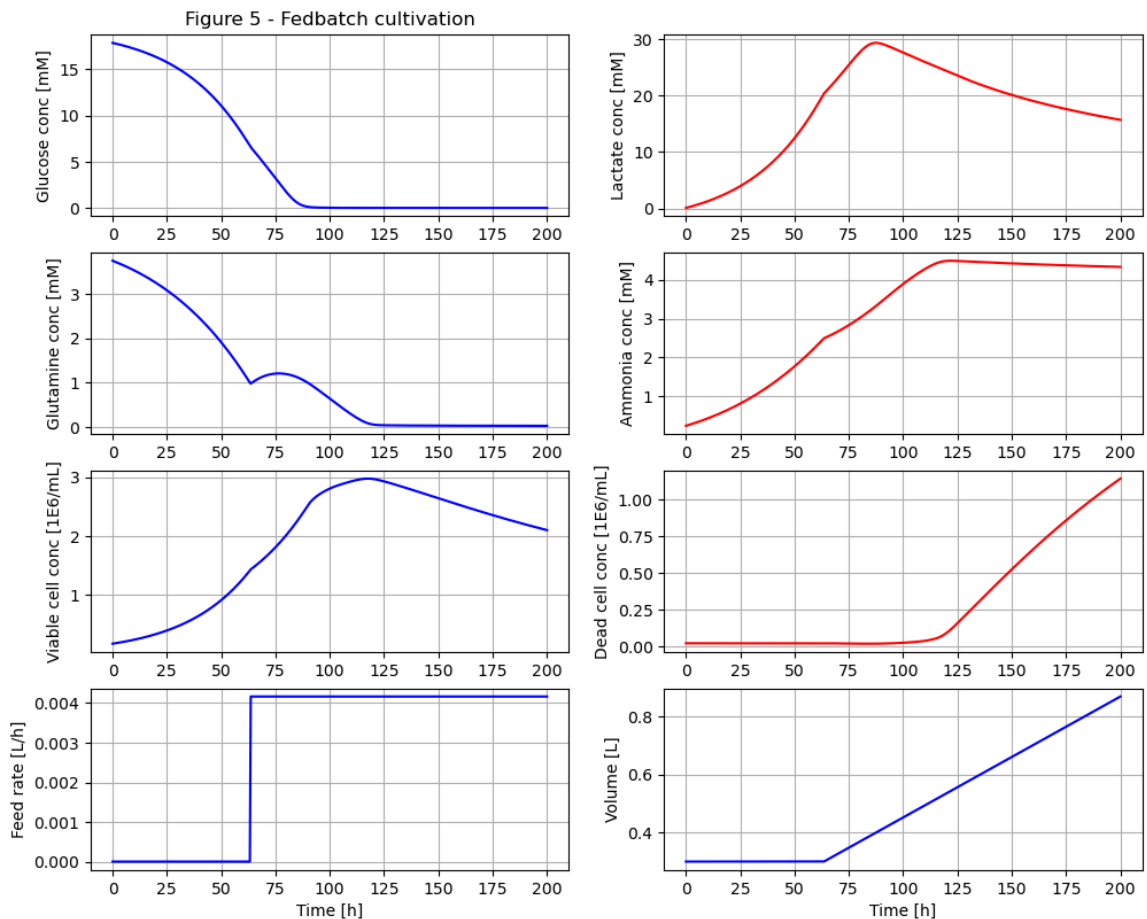 Figure 5 - Fedbatch cultivation
Glucose conc [mM]
15
10
5
0
0 25 50 75 100 125 150 175 200
Lactate conc [mM]
30
20
10
0
0 25 50 75 100 125 150 175 200
Glutamine conc [mM]
3
2
1
0
0 25 50 75 100 125 150 175 200
Ammonia conc [mM]
4
3
2
1
0 25 50 75 100 125 150 175 200
Viable cell conc [1E6/mL]
3
2
1
0 25 50 75 100 125 150 175 200
Dead cell conc [1E6/mL]
1.00
0.75
0.50
0.25
0.00
0 25 50 75 100 125 150 175 200
Feed rate [L/h]
0.004
0.003
0.002
0.001
0.000
0 25 50 75 100 125 150 175 200
Time [h]
Volume [L]
0.8
0.6
0.4
0 25 50 75 100 125 150 175 200
Time [h]